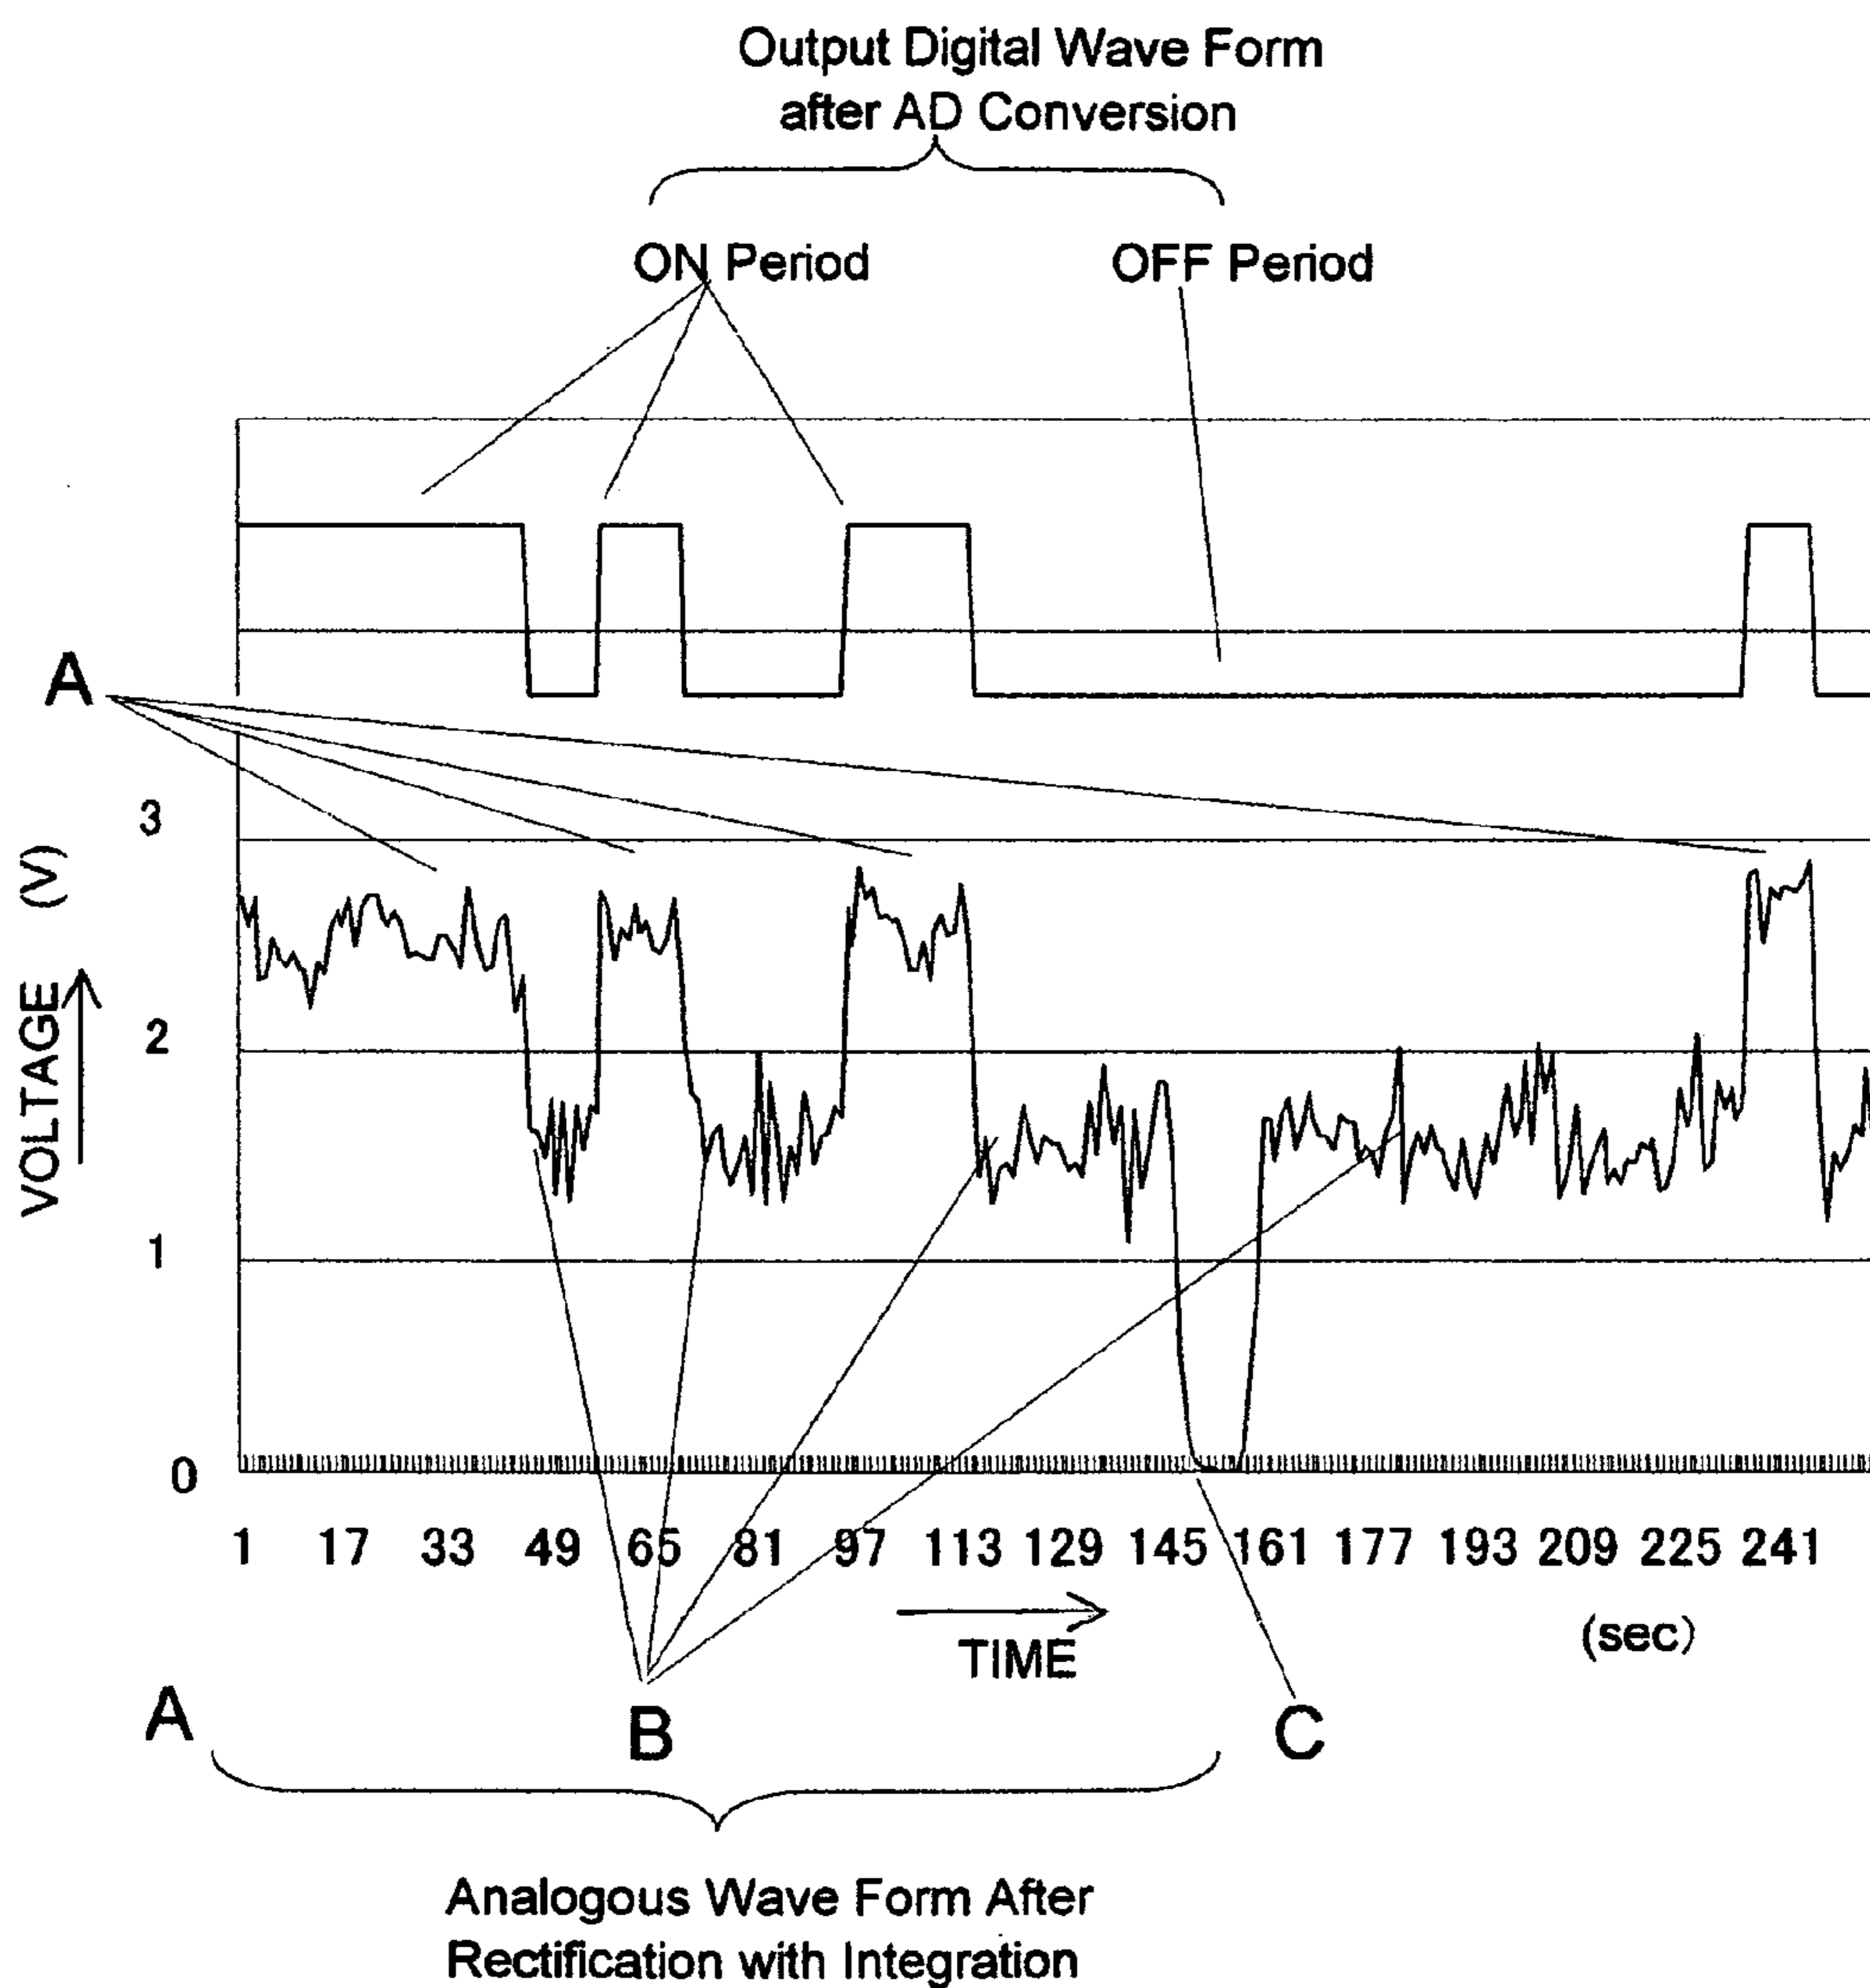 Output Digital Wave Form
after AD Conversion
ON Period
OFF Period
A
3
2
1
0
VOLTAGE (V)
1 17 33 49 65 81 97 113 129 145 161 177 193 209 225 241
TIME
(sec)
A
B
C
Analogous Wave Form After
Rectification with Integration